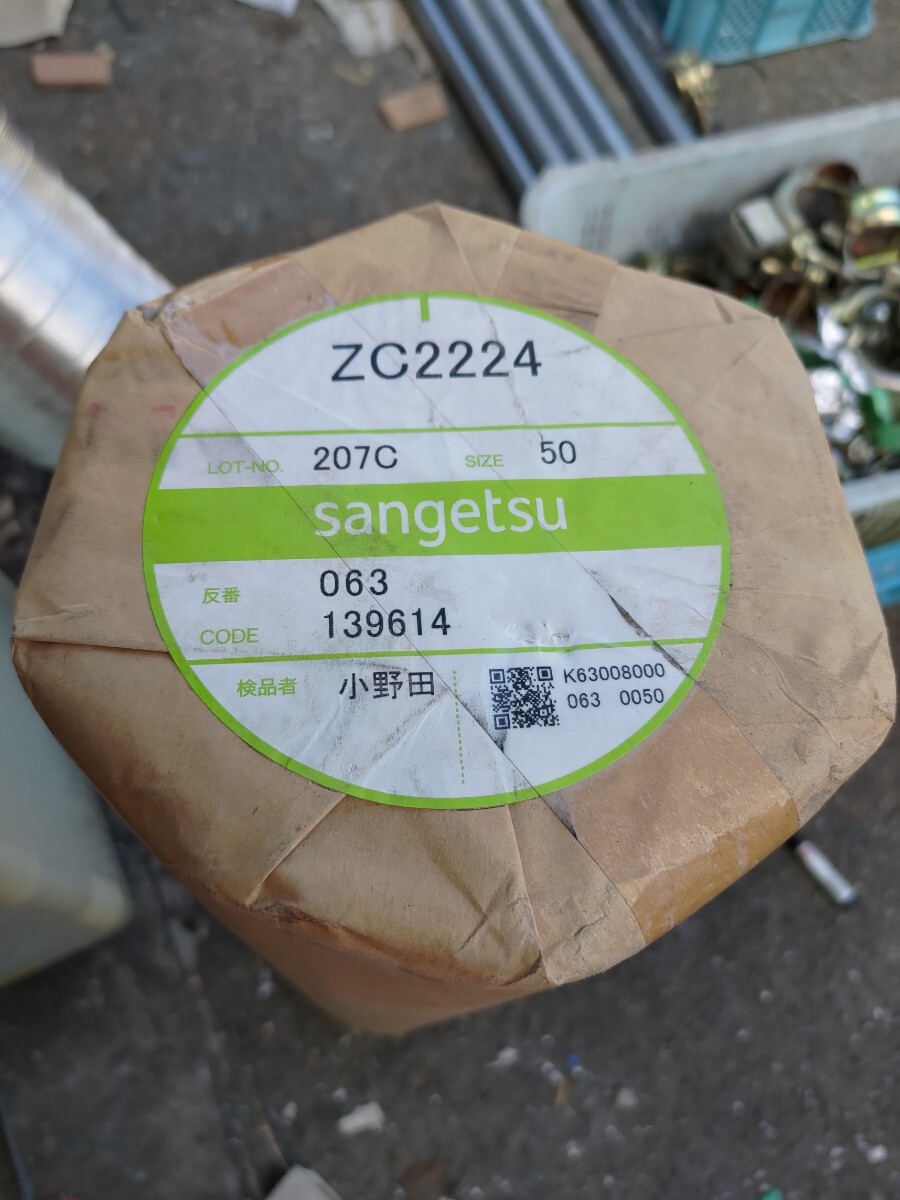 ZC2224
LOT-NO. 207C SIZE 50
sangetsu
反番 063
CODE 139614
検品者 小野田
K63008000
063 0050